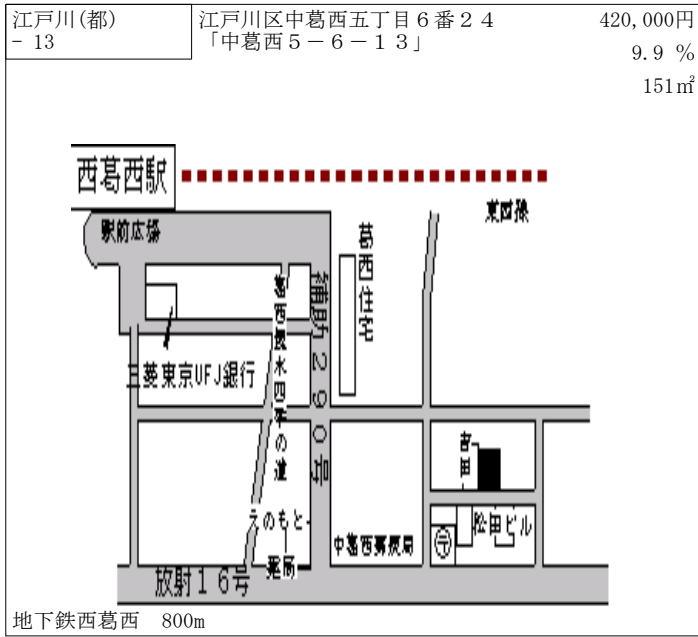 江戸川(都)
- 13
江戸川区中葛西五丁目６番２４
「中葛西５－６－１３」
420,000円
9.9 %
151㎡
西葛西駅
東西線
駅前広場
葛西住宅
補助２９０号
葛西親水四季の道
三菱東京UFJ銀行
吉田
えのもと
薬局
中葛西郵便局
〒
松田ビル
放射１６号
地下鉄西葛西　800m